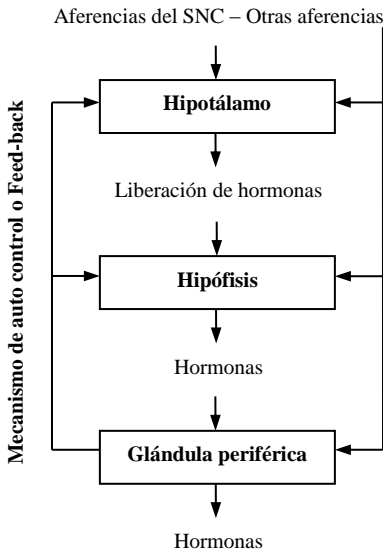 Aferencias del SNC – Otras aferencias
Hipotálamo
Liberación de hormonas
Hipófisis
Hormonas
Glándula periférica
Hormonas
Mecanismo de auto control o Feed-back